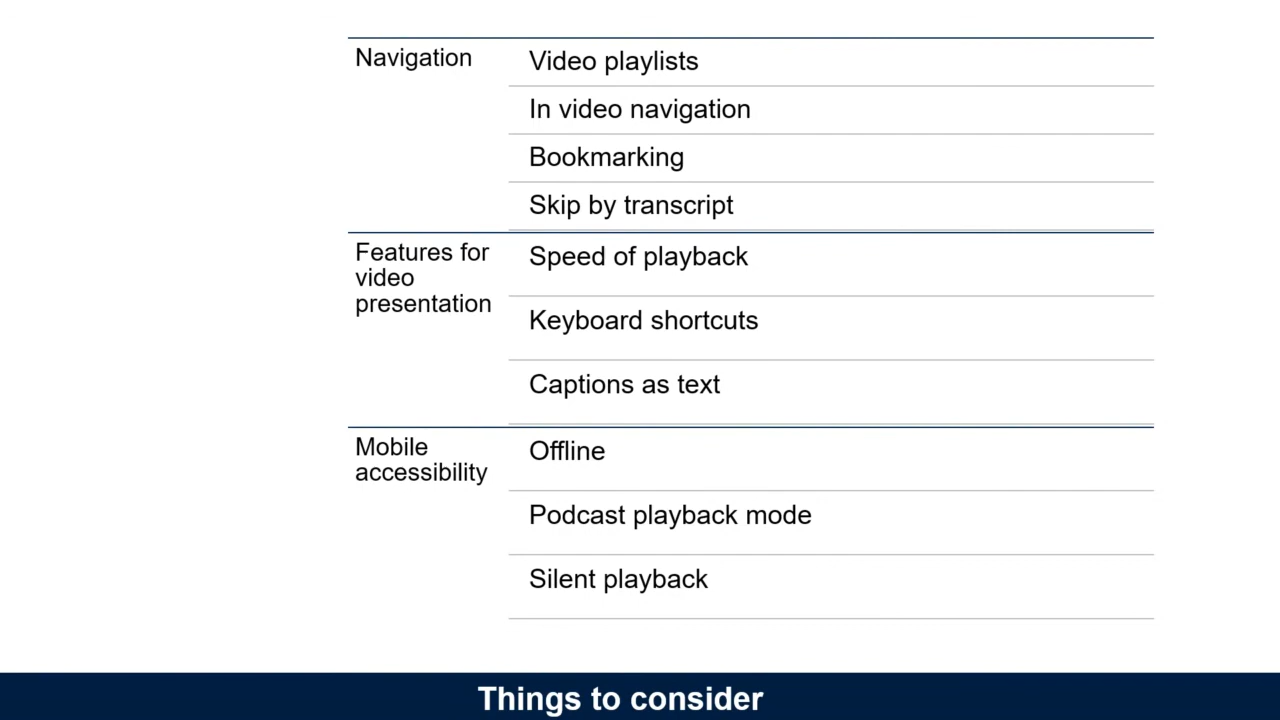 Navigation
Video playlists
In video navigation
Bookmarking
Skip by transcript
Features for
video
presentation
Speed of playback
Keyboard shortcuts
Captions as text
Mobile
accessibility
Offline
Podcast playback mode
Silent playback
Things to consider